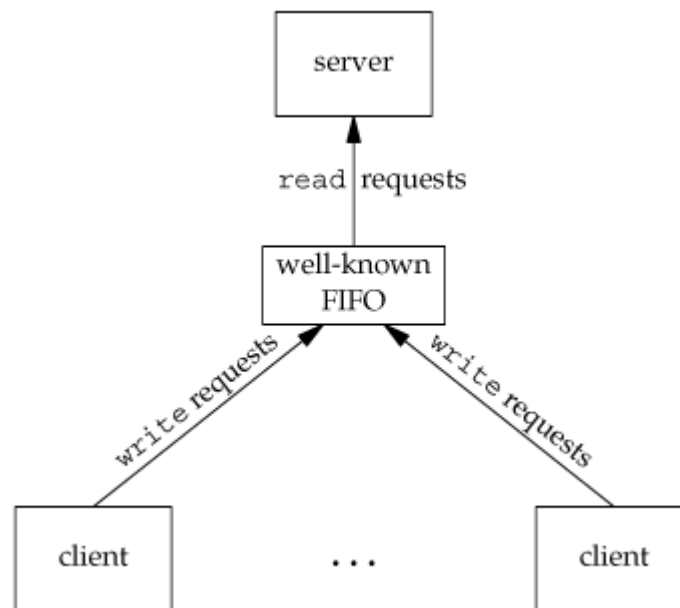 server
read requests
well-known
FIFO
write requests
write requests
client
...
client